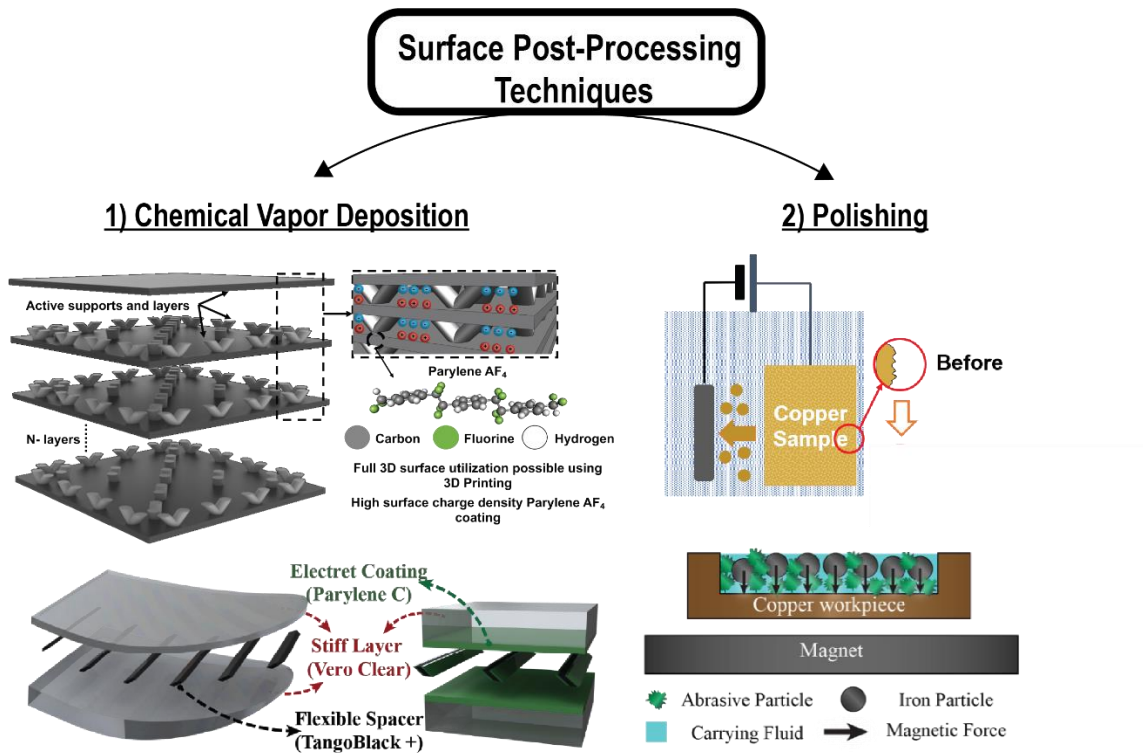 Surface Post-Processing
Techniques
1) Chemical Vapor Deposition
Active supports and layers
N- layers
Parylene AF₄
Carbon
Fluorine
Hydrogen
Full 3D surface utilization possible using
3D Printing
High surface charge density Parylene AF₄
coating
Electret Coating
(Parylene C)
Stiff Layer
(Vero Clear)
Flexible Spacer
(TangoBlack +)
2) Polishing
Copper
Sample
Before
Copper workpiece
Magnet
Abrasive Particle
Iron Particle
Carrying Fluid
Magnetic Force